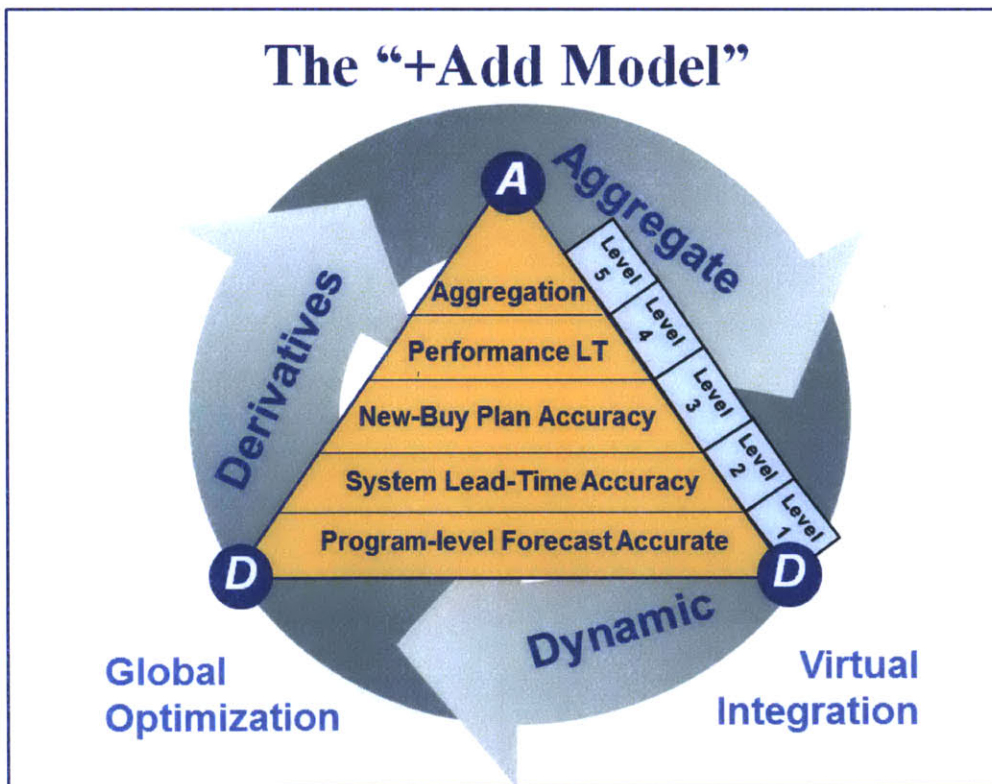 The “+Add Model”
A
Aggregate
Derivatives
Dynamic
Level
5
Level
4
Level
3
Level
2
Level
1
Aggregation
Performance LT
New-Buy Plan Accuracy
System Lead-Time Accuracy
Program-level Forecast Accurate
D
D
Global
Optimization
Virtual
Integration